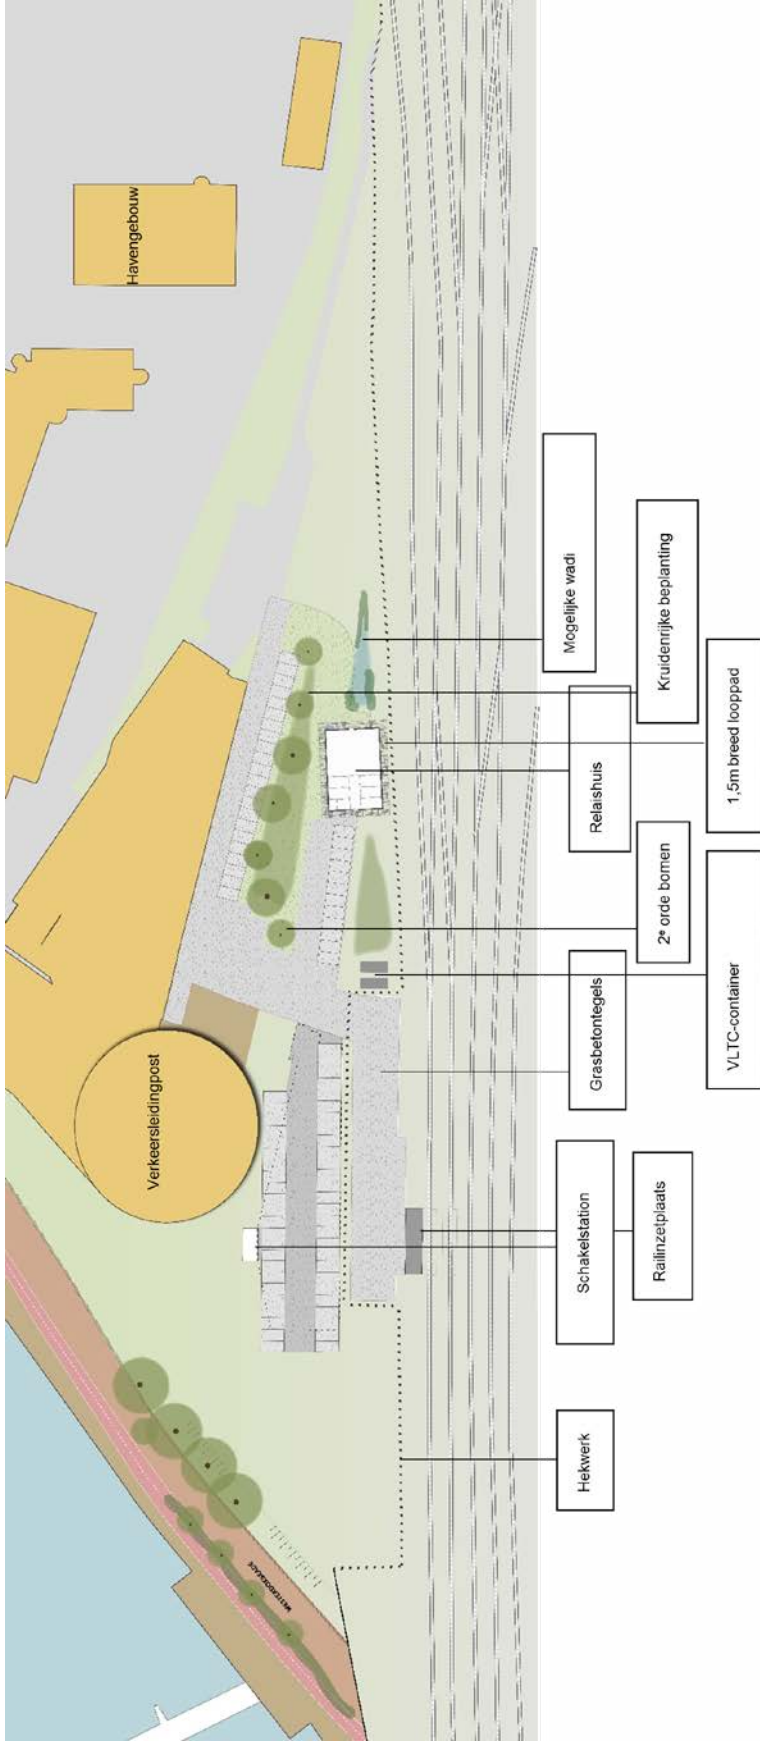 Havengebouw
Verkeersleidingpost
WESTERDOKSKADE
Hekwerk
Schakelstation
Grasbetontegels
Relaishuis
Mogelijke wadi
Railinzetplaats
2ᵉ orde bomen
Kruidenrijke beplanting
VLTC-container
1,5m breed looppad